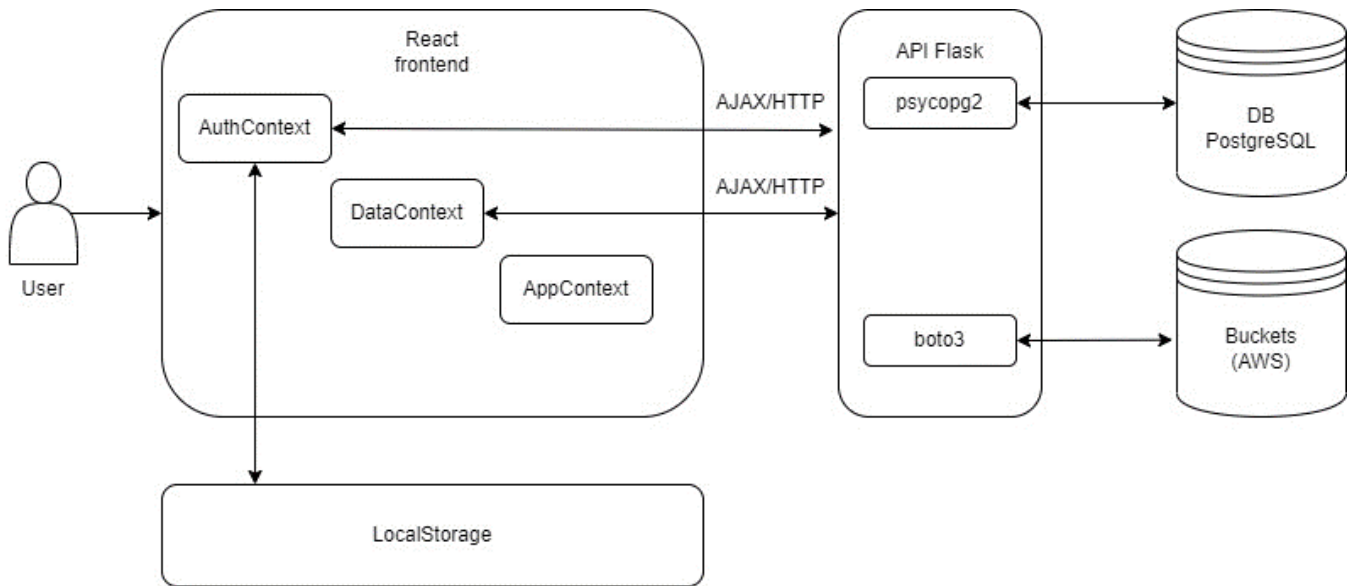 React
frontend
API Flask
AuthContext
AJAX/HTTP
psycopg2
DB
PostgreSQL
DataContext
AJAX/HTTP
User
AppContext
boto3
Buckets
(AWS)
LocalStorage